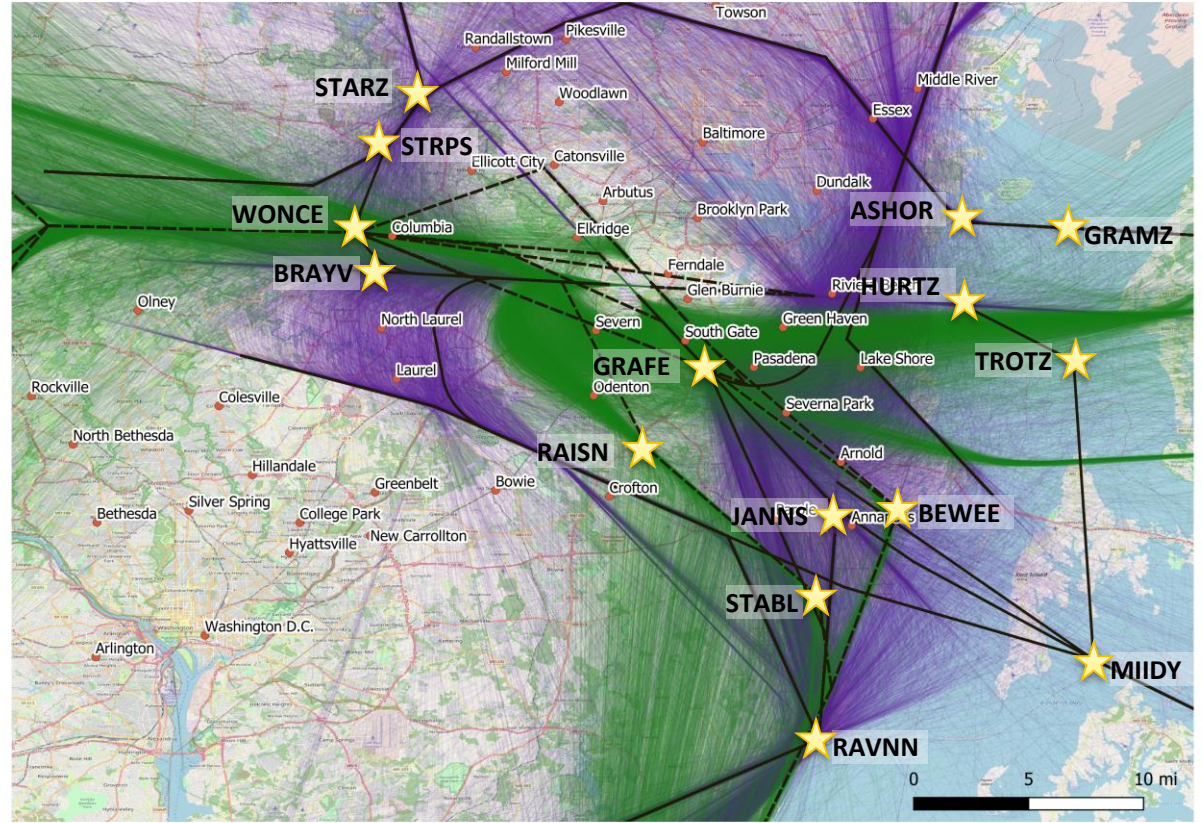 Towson
Pikesville
Randallstown
Milford Mill
Middle River
STARZ
Woodlawn
Essex
Baltimore
STRPS
Ellicott City
Catonsville
Dundalk
Arbutus
WONCE
Brooklyn Park
ASHOR
Columbia
Elkridge
GRAMZ
BRAYV
Ferndale
HURTZ
Glen Burnie
Olney
North Laurel
Severn
Green Haven
South Gate
GRAFE
Pasadena
Lake Shore
TROTZ
Laurel
Rockville
Odenton
Colesville
Severna Park
North Bethesda
RAISN
Arnold
Hillandale
Greenbelt
Bowie
Crofton
Silver Spring
Bethesda
College Park
JANNS
BEWEE
New Carrollton
Hyattsville
STABL
Washington D.C.
Arlington
MIIDY
RAVNN
0 5 10 mi